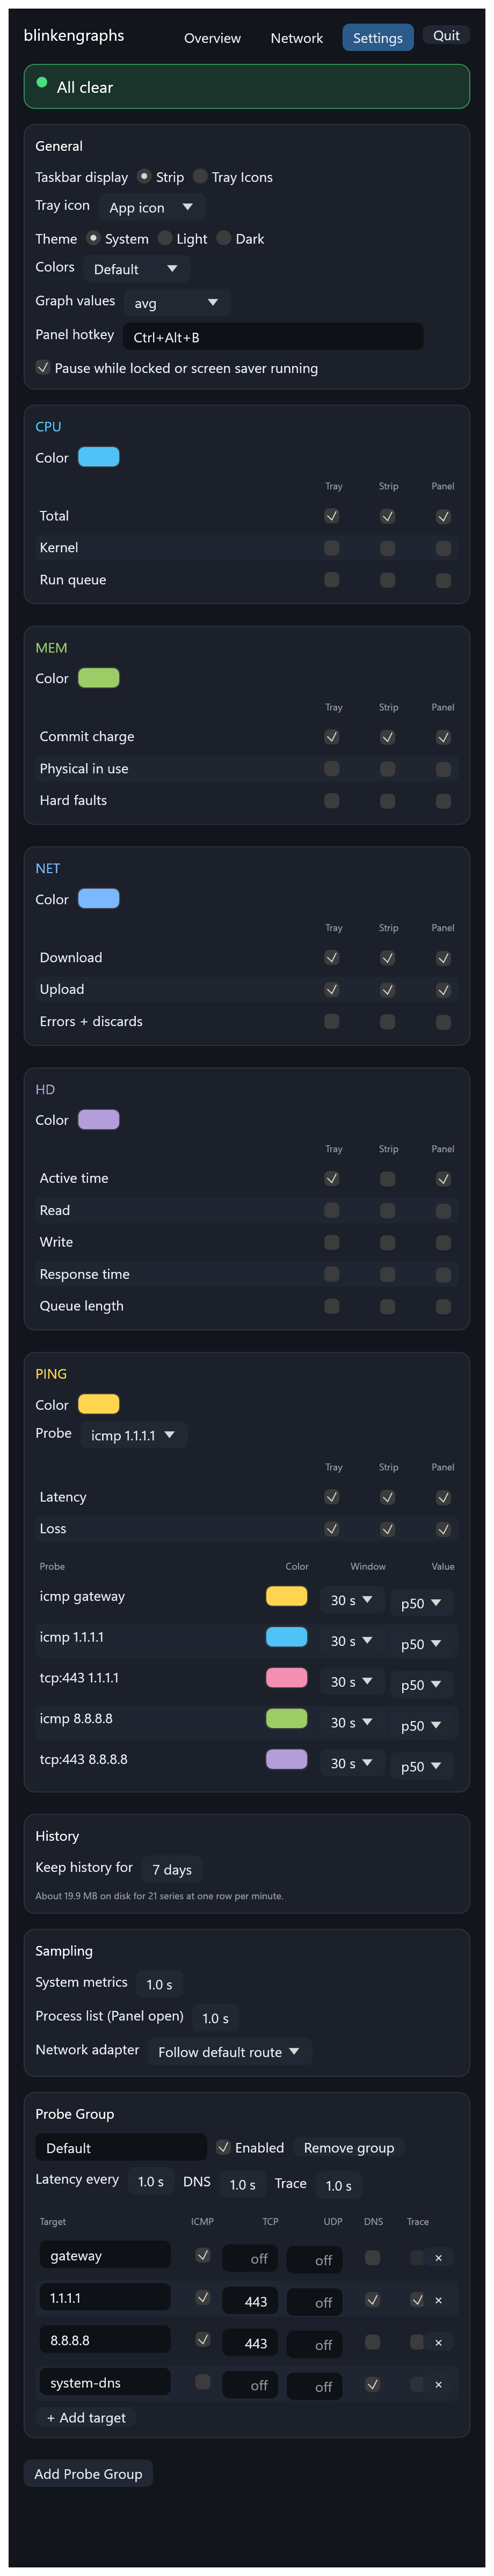 blinkengraphs Overview Network Settings Quit
All clear
General
Taskbar display Strip Tray Icons
Tray icon App icon
Theme System Light Dark
Colors Default
Graph values avg
Panel hotkey Ctrl+Alt+B
Pause while locked or screen saver running
CPU
Color
Tray Strip Panel
Total
Kernel
Run queue
MEM
Color
Tray Strip Panel
Commit charge
Physical in use
Hard faults
NET
Color
Tray Strip Panel
Download
Upload
Errors + discards
HD
Color
Tray Strip Panel
Active time
Read
Write
Response time
Queue length
PING
Color
Probe icmp 1.1.1.1
Tray Strip Panel
Latency
Loss
Probe Color Window Value
icmp gateway 30 s p50
icmp 1.1.1.1 30 s p50
tcp:443 1.1.1.1 30 s p50
icmp 8.8.8.8 30 s p50
tcp:443 8.8.8.8 30 s p50
History
Keep history for 7 days
About 19.9 MB on disk for 21 series at one row per minute.
Sampling
System metrics 1.0 s
Process list (Panel open) 1.0 s
Network adapter Follow default route
Probe Group
Default Enabled Remove group
Latency every 1.0 s DNS 1.0 s Trace 1.0 s
Target ICMP TCP UDP DNS Trace
gateway off off ×
1.1.1.1 443 off ×
8.8.8.8 443 off ×
system-dns off off ×
+ Add target
Add Probe Group